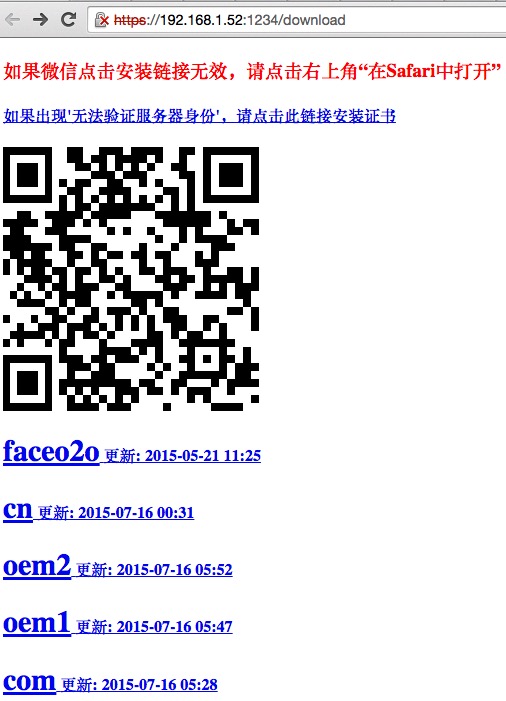 https://192.168.1.52:1234/download
如果微信点击安装链接无效，请点击右上角“在Safari中打开”
如果出现'无法验证服务器身份'，请点击此链接安装证书
faceo2o 更新: 2015-05-21 11:25
cn 更新: 2015-07-16 00:31
oem2 更新: 2015-07-16 05:52
oem1 更新: 2015-07-16 05:47
com 更新: 2015-07-16 05:28